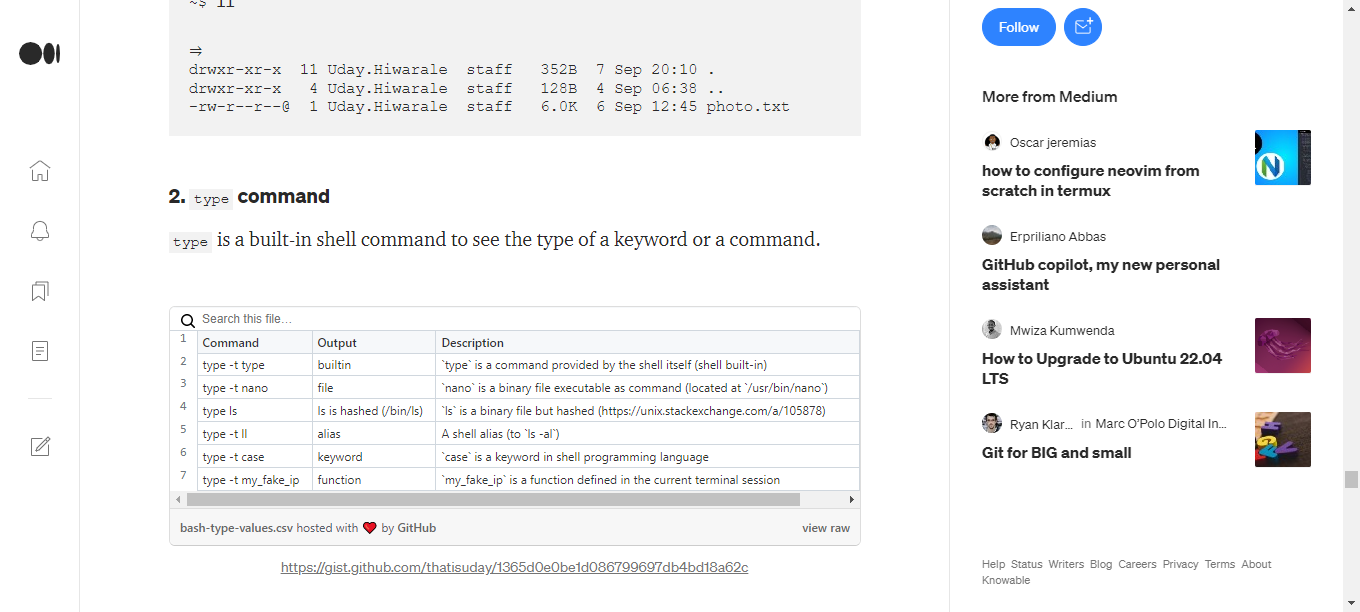 ~$ ll
⇒
drwxr-xr-x  11 Uday.Hiwarale  staff   352B  7 Sep 20:10 .
drwxr-xr-x   4 Uday.Hiwarale  staff   128B  4 Sep 06:38 ..
-rw-r--r--@  1 Uday.Hiwarale  staff   6.0K  6 Sep 12:45 photo.txt
2. type command
type is a built-in shell command to see the type of a keyword or a command.
Search this file…
1 Command Output Description
2 type -t type builtin `type` is a command provided by the shell itself (shell built-in)
3 type -t nano file `nano` is a binary file executable as command (located at `/usr/bin/nano`)
4 type ls ls is hashed (/bin/ls) `ls` is a binary file but hashed (https://unix.stackexchange.com/a/105878)
5 type -t ll alias A shell alias (to `ls -al`)
6 type -t case keyword `case` is a keyword in shell programming language
7 type -t my_fake_ip function `my_fake_ip` is a function defined in the current terminal session
bash-type-values.csv hosted with ❤ by GitHub view raw
https://gist.github.com/thatisuday/1365d0e0be1d086799697db4bd18a62c
Follow
More from Medium
Oscar jeremias
how to configure neovim from
scratch in termux
Erpriliano Abbas
GitHub copilot, my new personal
assistant
Mwiza Kumwenda
How to Upgrade to Ubuntu 22.04
LTS
Ryan Klar... in Marc O'Polo Digital In...
Git for BIG and small
Help Status Writers Blog Careers Privacy Terms About
Knowable